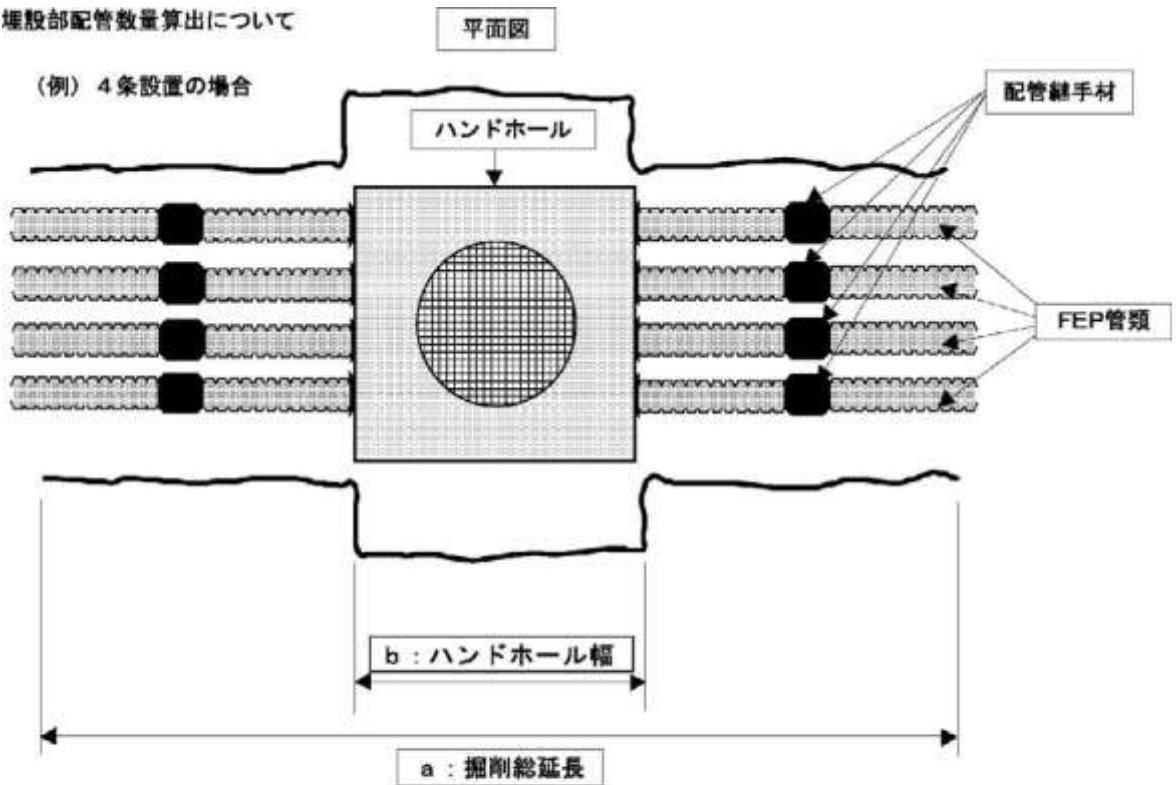 埋設部配管数量算出について
平面図
（例）４条設置の場合
配管継手材
ハンドホール
FEP管類
b：ハンドホール幅
a：掘削総延長